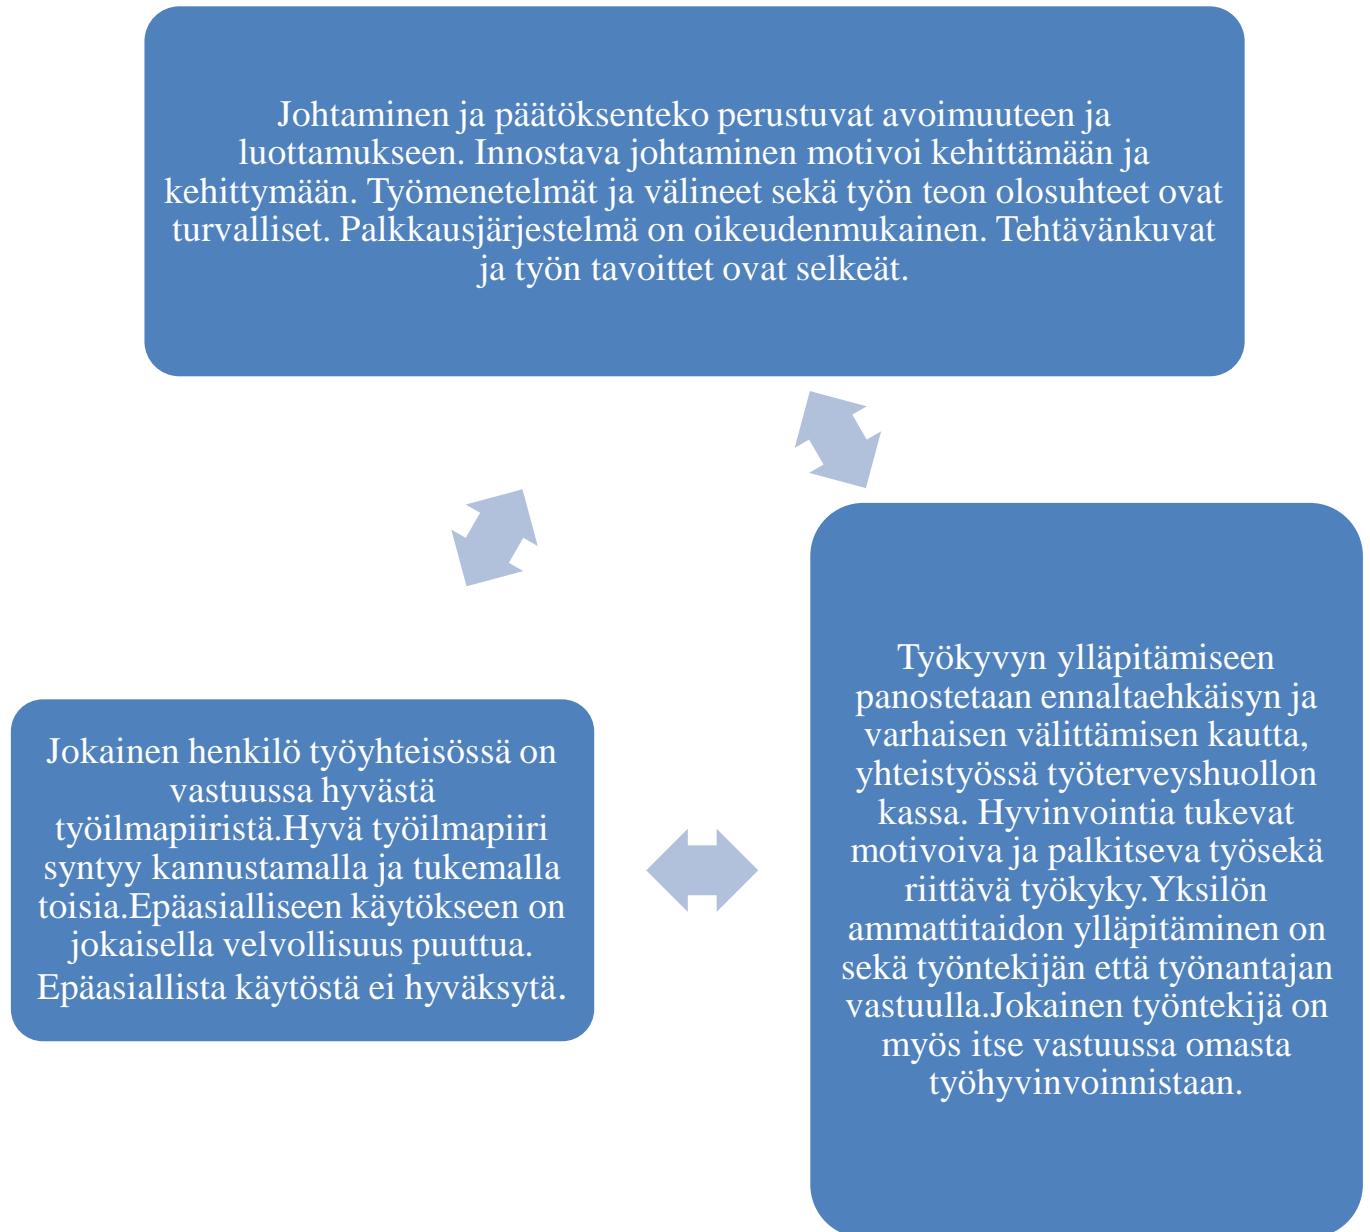 Johtaminen ja päätöksenteko perustuvat avoimuuteen ja
luottamukseen. Innostava johtaminen motivoi kehittämään ja
kehittymään. Työmenetelmät ja välineet sekä työn teon olosuhteet ovat
turvalliset. Palkkausjärjestelmä on oikeudenmukainen. Tehtävänkuvat
ja työn tavoittet ovat selkeät.
Jokainen henkilö työyhteisössä on
vastuussa hyvästä
työilmapiiristä.Hyvä työilmapiiri
syntyy kannustamalla ja tukemalla
toisia.Epäasialliseen käytökseen on
jokaisella velvollisuus puuttua.
Epäasiallista käytöstä ei hyväksytä.
Työkyvyn ylläpitämiseen
panostetaan ennaltaehkäisyn ja
varhaisen välittämisen kautta,
yhteistyössä työterveyshuollon
kassa. Hyvinvointia tukevat
motivoiva ja palkitseva työsekä
riittävä työkyky.Yksilön
ammattitaidon ylläpitäminen on
sekä työntekijän että työnantajan
vastuulla.Jokainen työntekijä on
myös itse vastuussa omasta
työhyvinvoinnistaan.